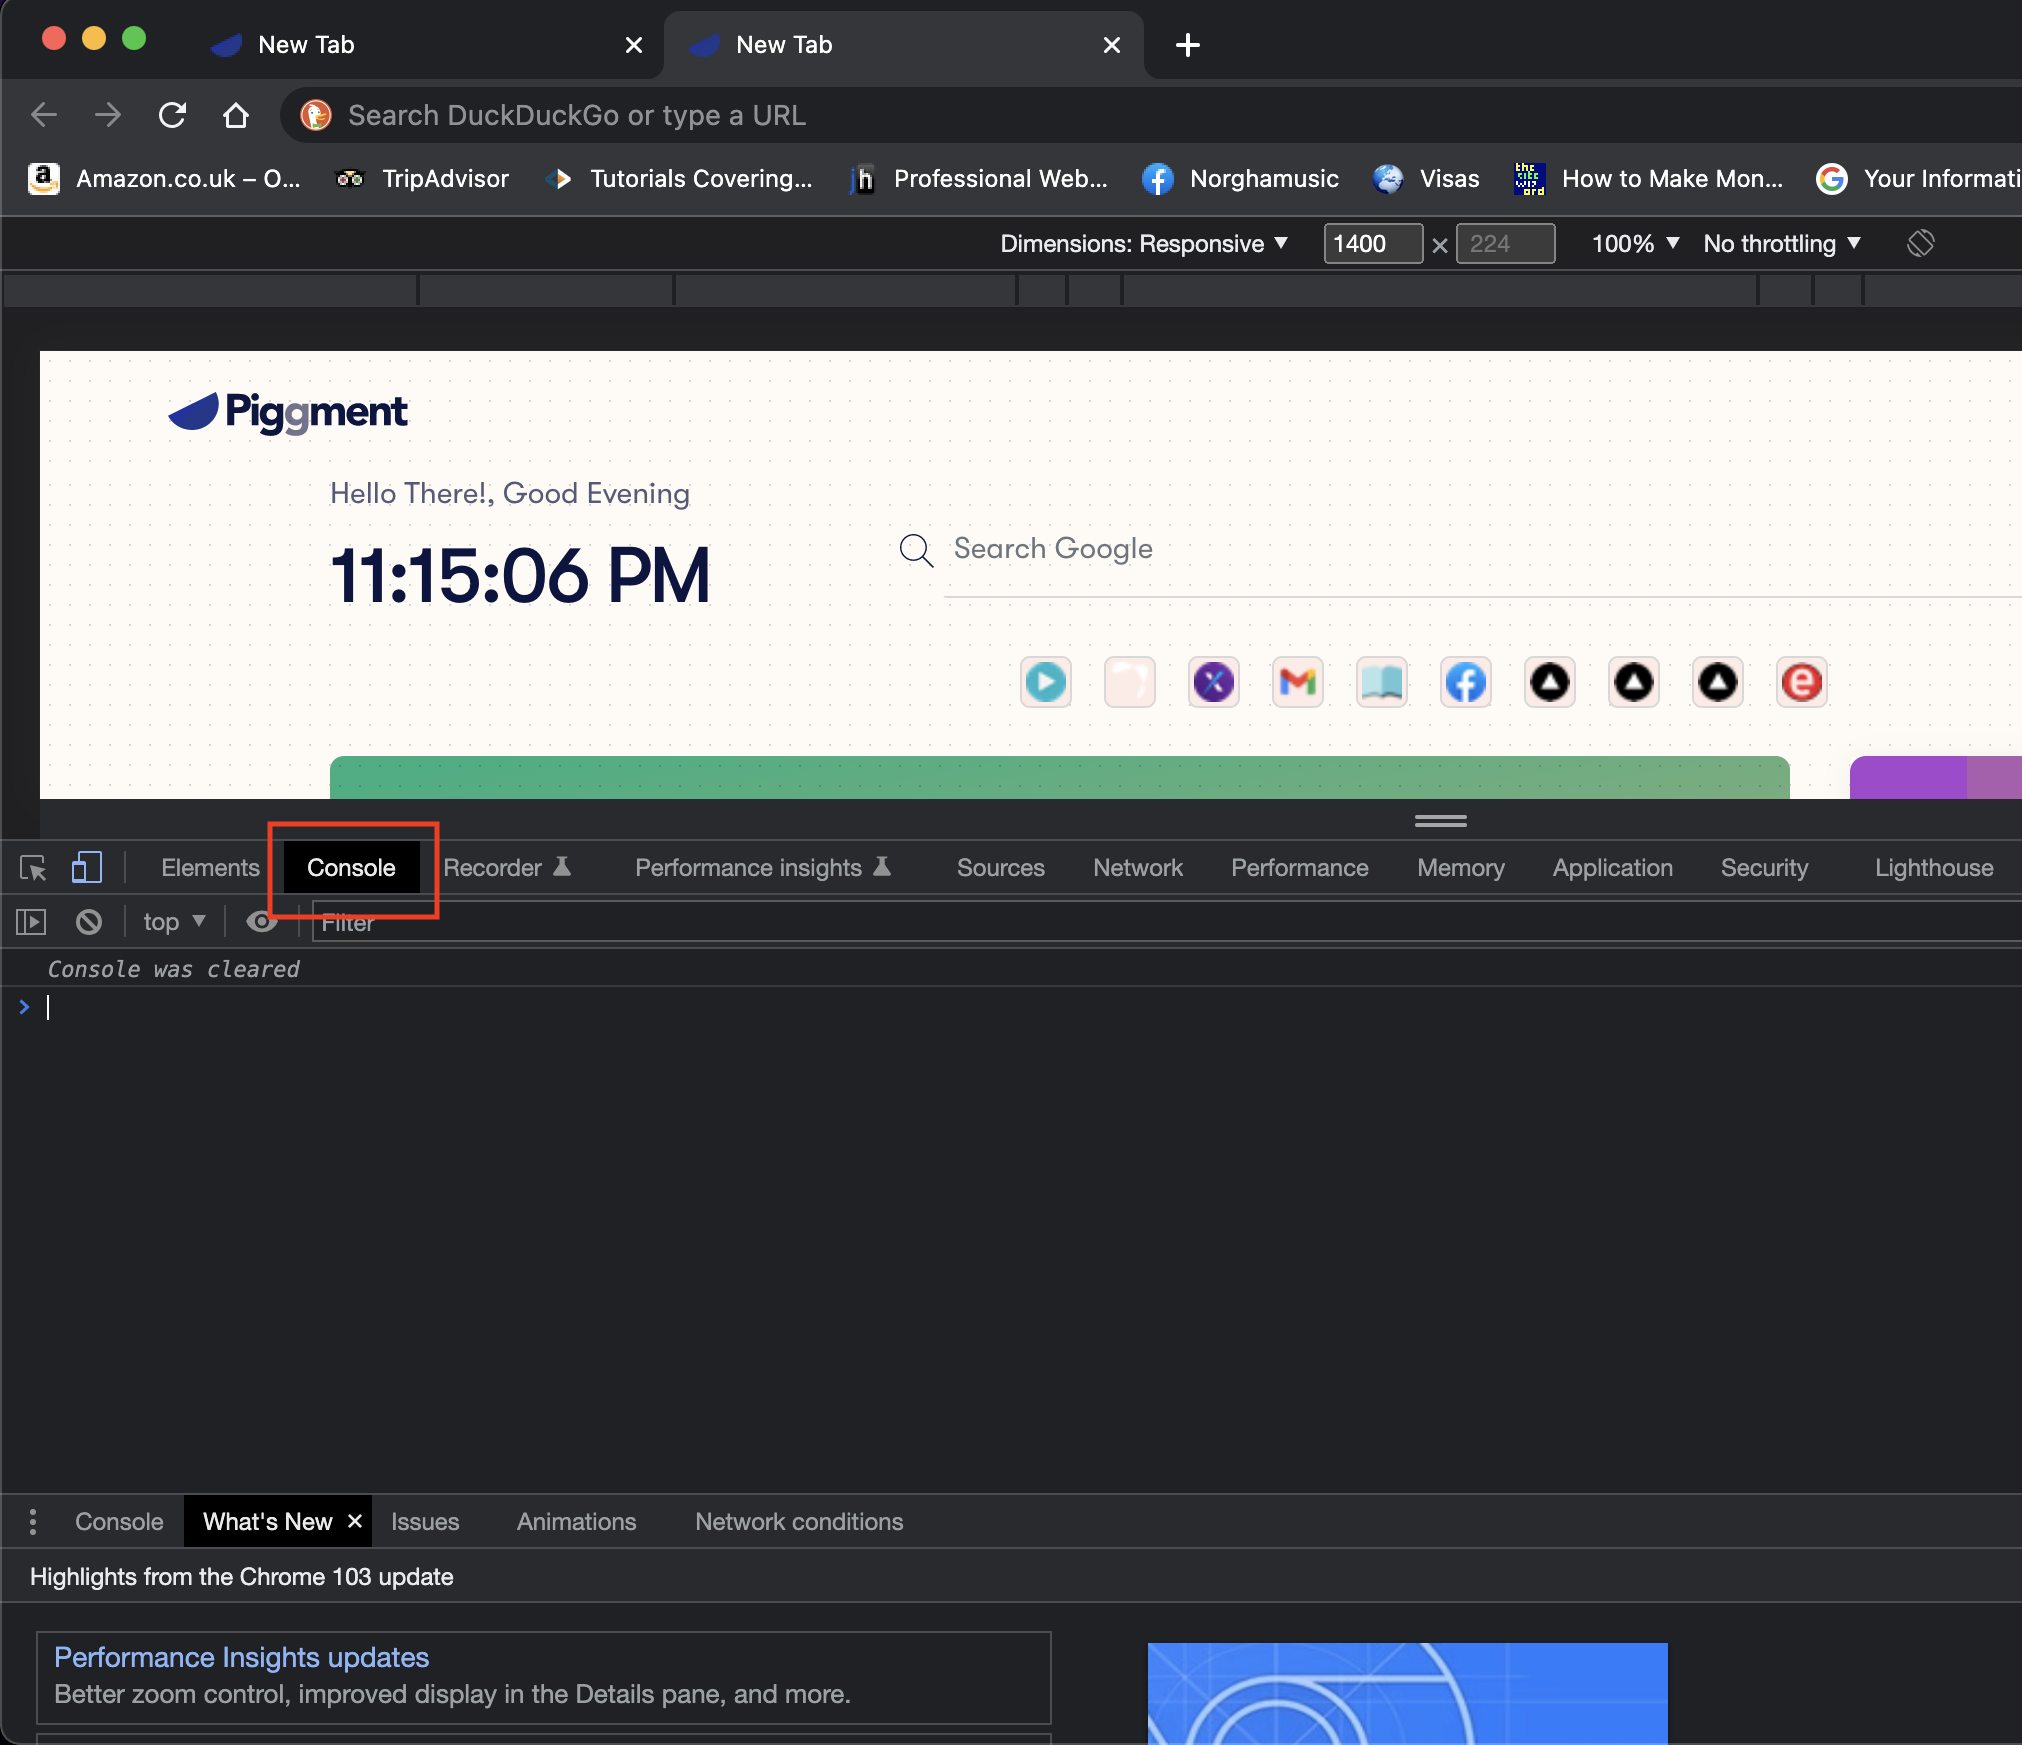 New Tab
New Tab
Search DuckDuckGo or type a URL
Amazon.co.uk – O...
TripAdvisor
Tutorials Covering...
Professional Web...
Norghamusic
Visas
How to Make Mon...
Your Informati
Dimensions: Responsive
1400 × 224
100%
No throttling
Piggment
Hello There!, Good Evening
11:15:06 PM
Search Google
Elements
Console
Recorder
Performance insights
Sources
Network
Performance
Memory
Application
Security
Lighthouse
top
Filter
Console was cleared
Console
What's New
Issues
Animations
Network conditions
Highlights from the Chrome 103 update
Performance Insights updates
Better zoom control, improved display in the Details pane, and more.